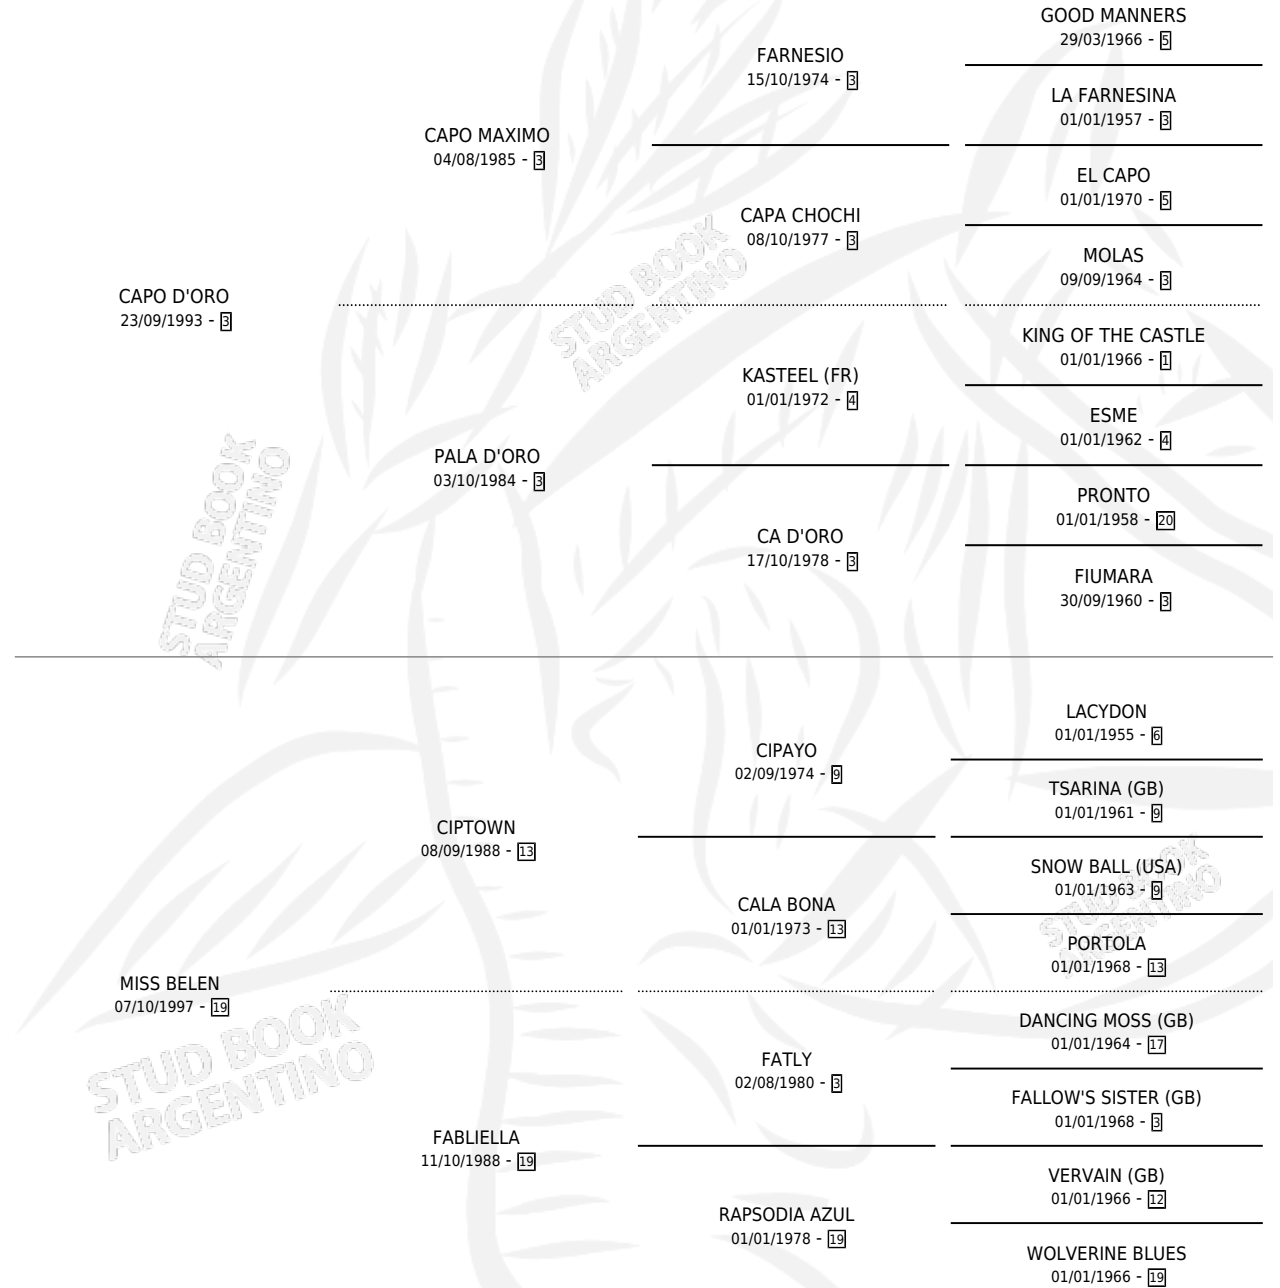 GOOD MANNERS
29/03/1966 - 5
FARNESIO
15/10/1974 - 3
LA FARNESINA
01/01/1957 - 3
CAPO MAXIMO
04/08/1985 - 3
EL CAPO
01/01/1970 - 5
CAPA CHOCHI
08/10/1977 - 3
MOLAS
09/09/1964 - 3
CAPO D'ORO
23/09/1993 - 3
STUD BOOK
ARGENTINO
KING OF THE CASTLE
01/01/1966 - 1
KASTEEL (FR)
01/01/1972 - 4
ESME
01/01/1962 - 4
PALA D'ORO
03/10/1984 - 3
PRONTO
01/01/1958 - 20
CA D'ORO
17/10/1978 - 3
FIUMARA
30/09/1960 - 3
STUD BOOK
ARGENTINO
LACYDON
01/01/1955 - 6
CIPAYO
02/09/1974 - 9
TSARINA (GB)
01/01/1961 - 9
CIPTOWN
08/09/1988 - 13
SNOW BALL (USA)
01/01/1963 - 9
CALA BONA
01/01/1973 - 13
STUD BOOK
ARGENTINO
PORTOLA
01/01/1968 - 13
MISS BELEN
07/10/1997 - 19
DANCING MOSS (GB)
01/01/1964 - 17
FATLY
02/08/1980 - 3
STUD BOOK
ARGENTINO
FALLOW'S SISTER (GB)
01/01/1968 - 3
FABLIELLA
11/10/1988 - 19
VERVAIN (GB)
01/01/1966 - 12
RAPSODIA AZUL
01/01/1978 - 19
WOLVERINE BLUES
01/01/1966 - 19